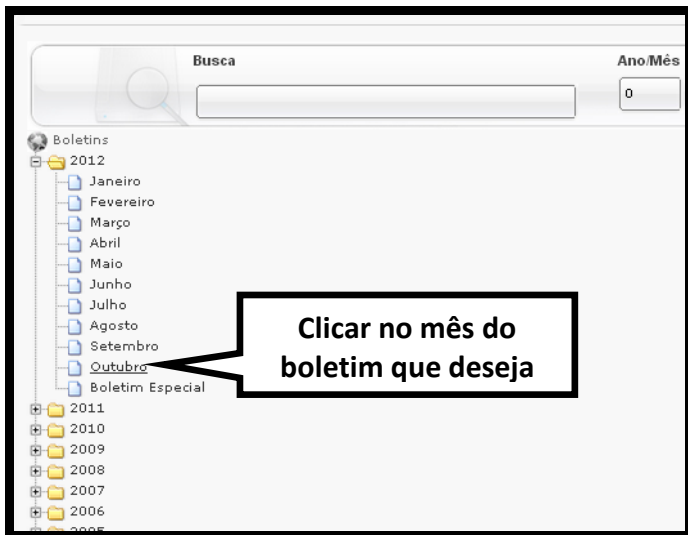 Busca Ano/Mês
0
Boletins
2012
Janeiro
Fevereiro
Março
Abril
Maio
Junho
Julho
Agosto
Setembro
Outubro
Boletim Especial
Clicar no mês do
boletim que deseja
2011
2010
2009
2008
2007
2006
2005